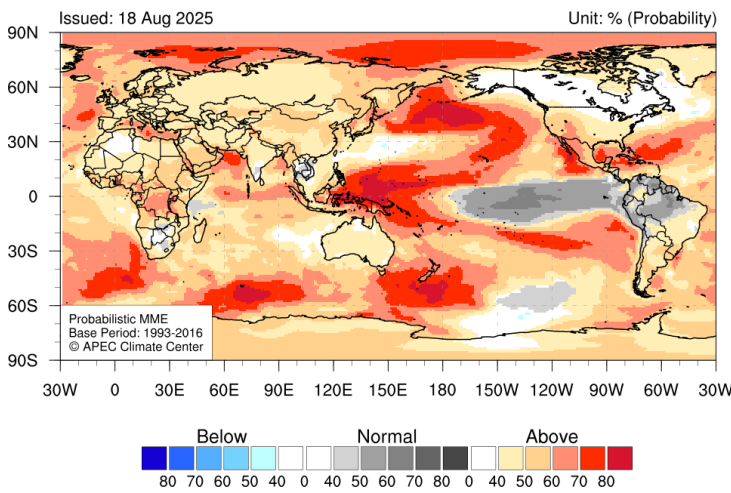 Issued: 18 Aug 2025 Unit: % (Probability)
90N
60N
30N
0
30S
60S
90S
Probabilistic MME
Base Period: 1993-2016
© APEC Climate Center
30W 0 30E 60E 90E 120E 150E 180 150W 120W 90W 60W 30W
Below Normal Above
80 70 60 50 40 0 40 50 60 70 80 0 40 50 60 70 80